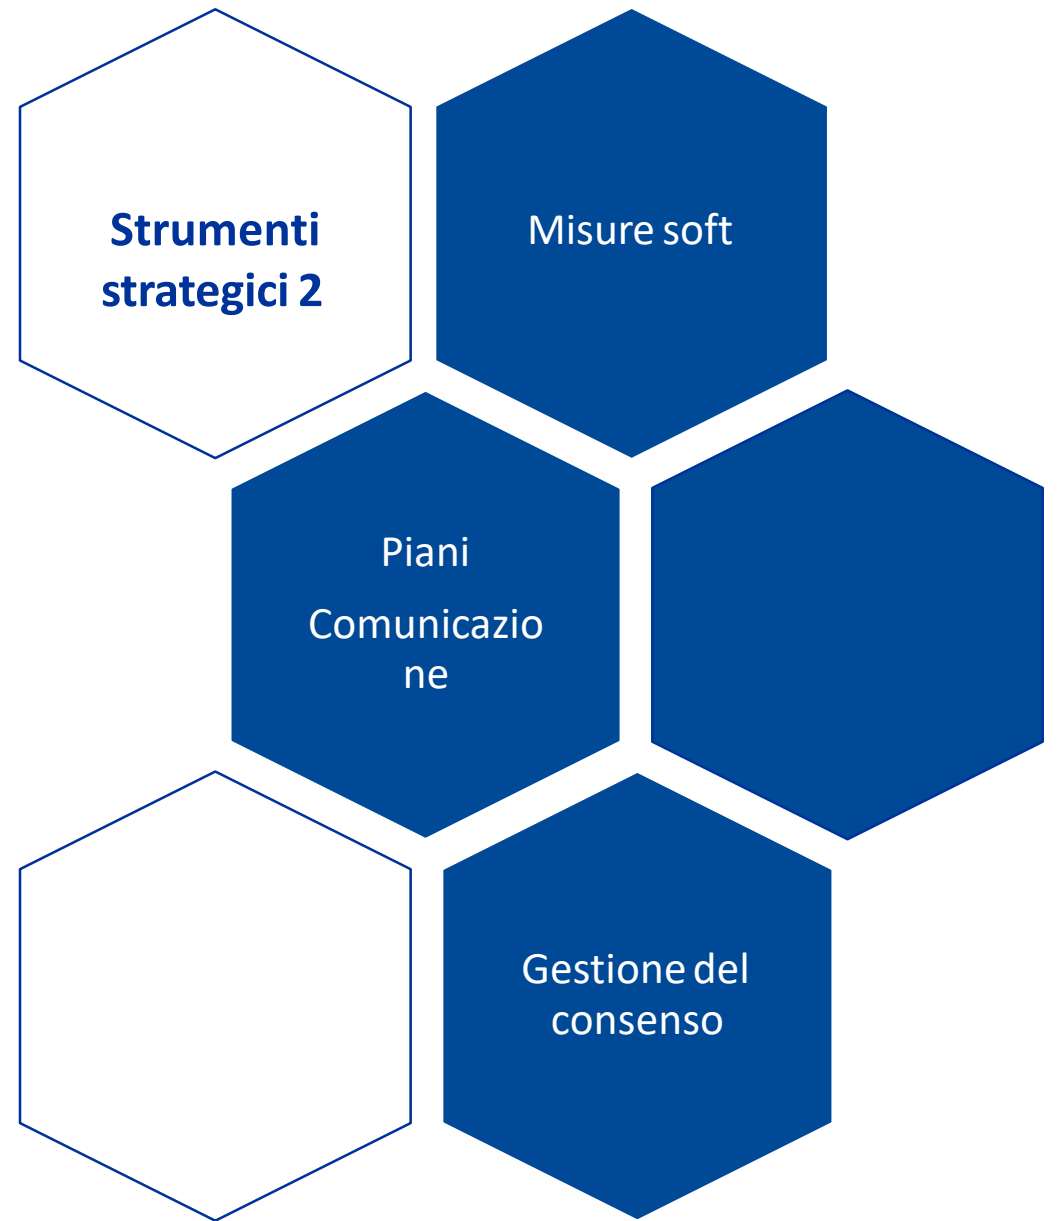 Strumenti
strategici 2
Misure soft
Piani
Comunicazio
ne
Gestione del
consenso